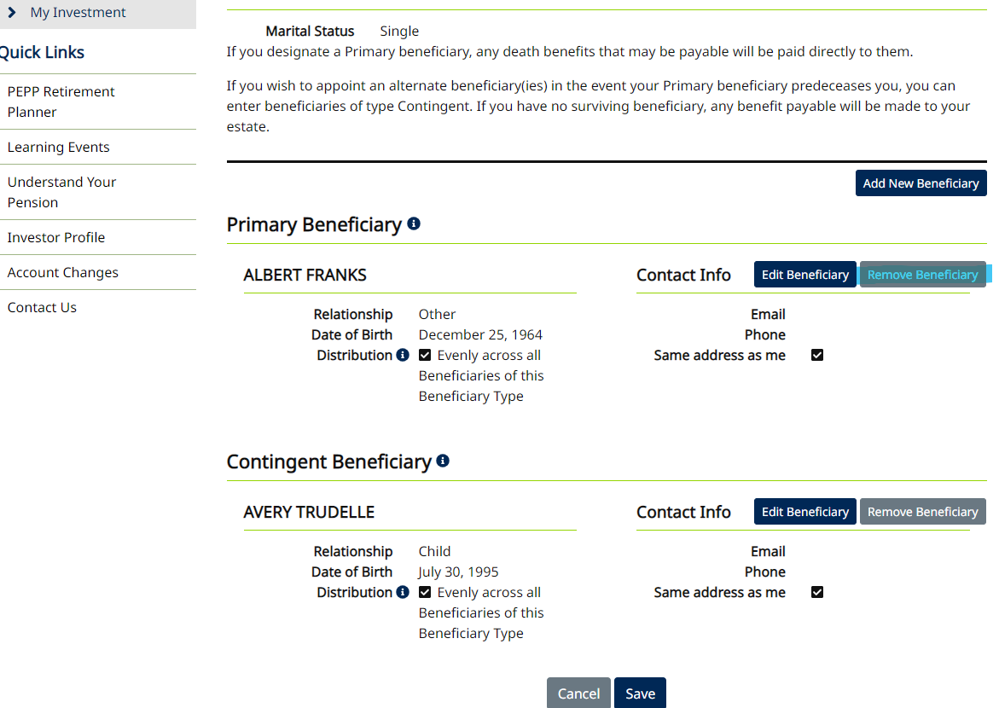 My Investment
Quick Links
PEPP Retirement
Planner
Learning Events
Understand Your
Pension
Investor Profile
Account Changes
Contact Us
Marital Status Single
If you designate a Primary beneficiary, any death benefits that may be payable will be paid directly to them.
If you wish to appoint an alternate beneficiary(ies) in the event your Primary beneficiary predeceases you, you can
enter beneficiaries of type Contingent. If you have no surviving beneficiary, any benefit payable will be made to your
estate.
Add New Beneficiary
Primary Beneficiary
ALBERT FRANKS
Relationship Other
Date of Birth December 25, 1964
Distribution Evenly across all
Beneficiaries of this
Beneficiary Type
Contact Info Edit Beneficiary Remove Beneficiary
Email
Phone
Same address as me
Contingent Beneficiary
AVERY TRUDELLE
Relationship Child
Date of Birth July 30, 1995
Distribution Evenly across all
Beneficiaries of this
Beneficiary Type
Contact Info Edit Beneficiary Remove Beneficiary
Email
Phone
Same address as me
Cancel Save